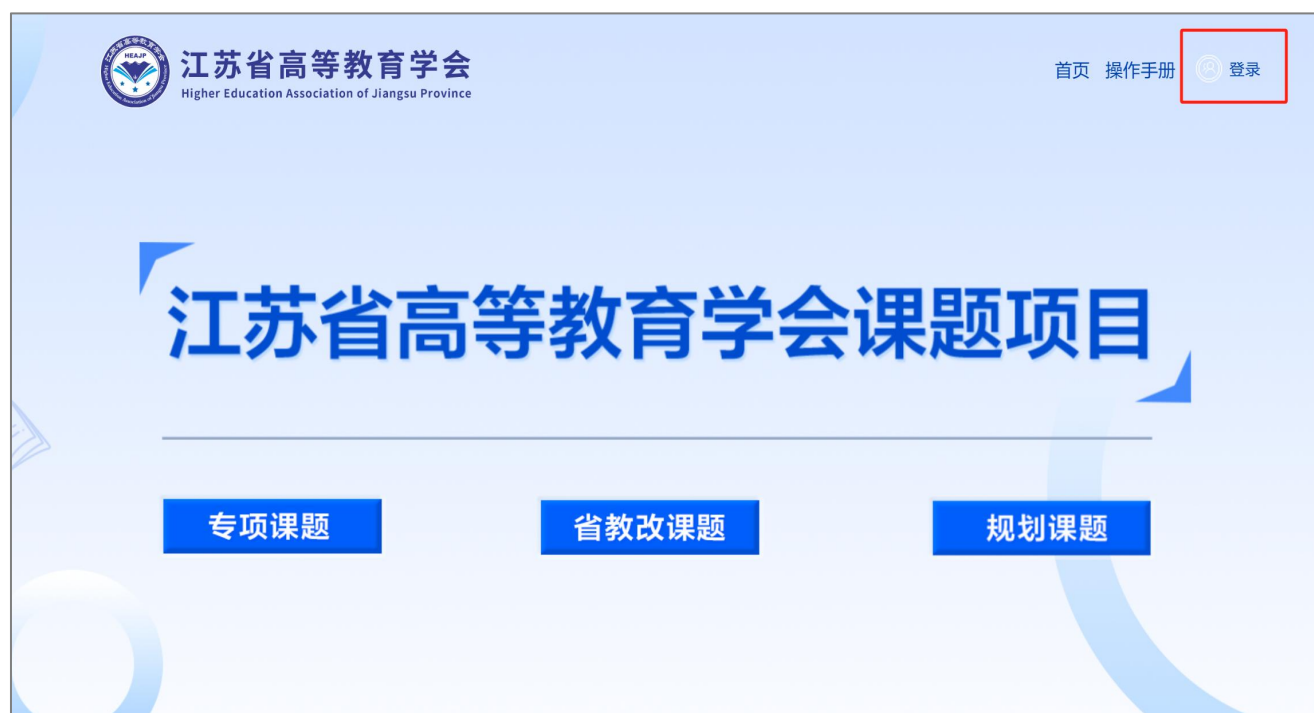 江苏省高等教育学会
Higher Education Association of Jiangsu Province
HEAJP
首页 操作手册 登录
江苏省高等教育学会课题项目
专项课题 省教改课题 规划课题